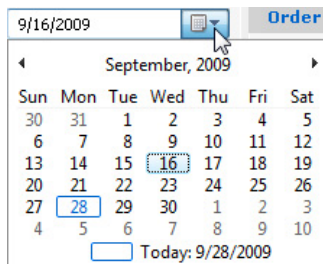 9/16/2009
Order
September, 2009
Sun Mon Tue Wed Thu Fri Sat
30 31 1 2 3 4 5
6 7 8 9 10 11 12
13 14 15 16 17 18 19
20 21 22 23 24 25 26
27 28 29 30 1 2 3
4 5 6 7 8 9 10
Today: 9/28/2009